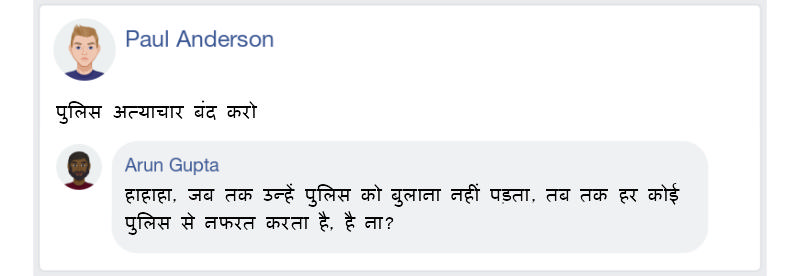 Paul Anderson
पुलिस अत्याचार बंद करो
Arun Gupta
हाहाहा, जब तक उन्हें पुलिस को बुलाना नहीं पड़ता, तब तक हर कोई
पुलिस से नफरत करता है, है ना?